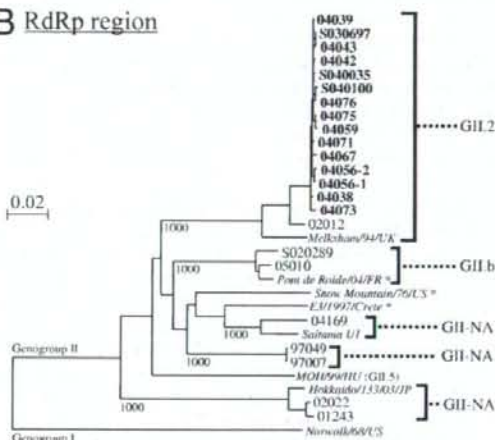 B RdRp region
04039
S030697
04043
04042
S040035
S040100
04076
04075
04059
04071
04067
04056-2
04056-1
04038
04073
GII.2
0.02
02012
1000
Melksham/94/UK
S020289
05010
GII.b
1000
Pont de Roide/04/FR *
Snow Mountain/76/US *
E3/1997/Crete *
04169
GII-NA
1000
Saitama U1
97049
GII-NA
1000
97007
Genogroup II
MOH/99/HU (GII.5)
Hokkaido/133/03/JP
02022
GII-NA
1000
01243
Norwalk/68/US
Genogroup I